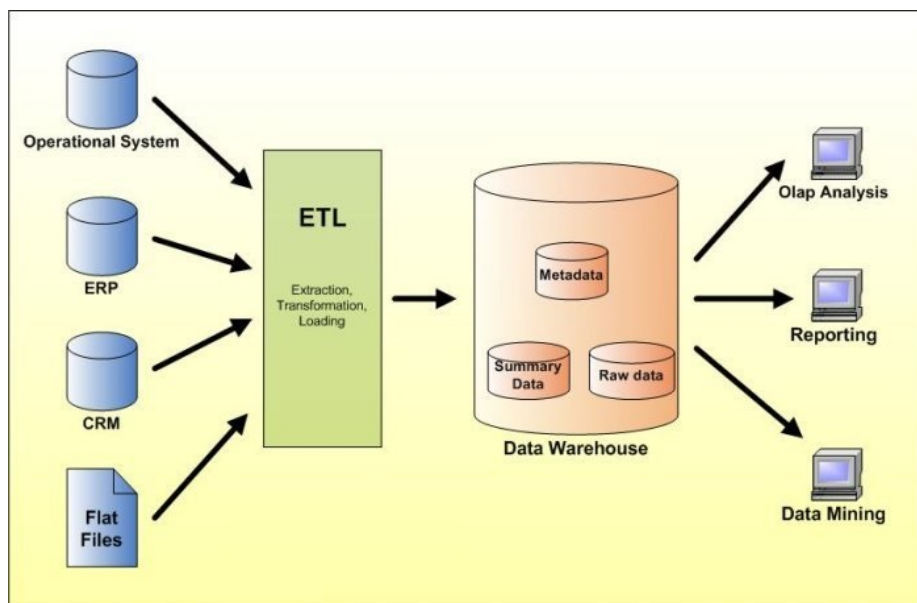 Operational System
ERP
CRM
Flat
Files
ETL
Extraction,
Transformation,
Loading
Metadata
Summary
Data
Raw data
Data Warehouse
Olap Analysis
Reporting
Data Mining